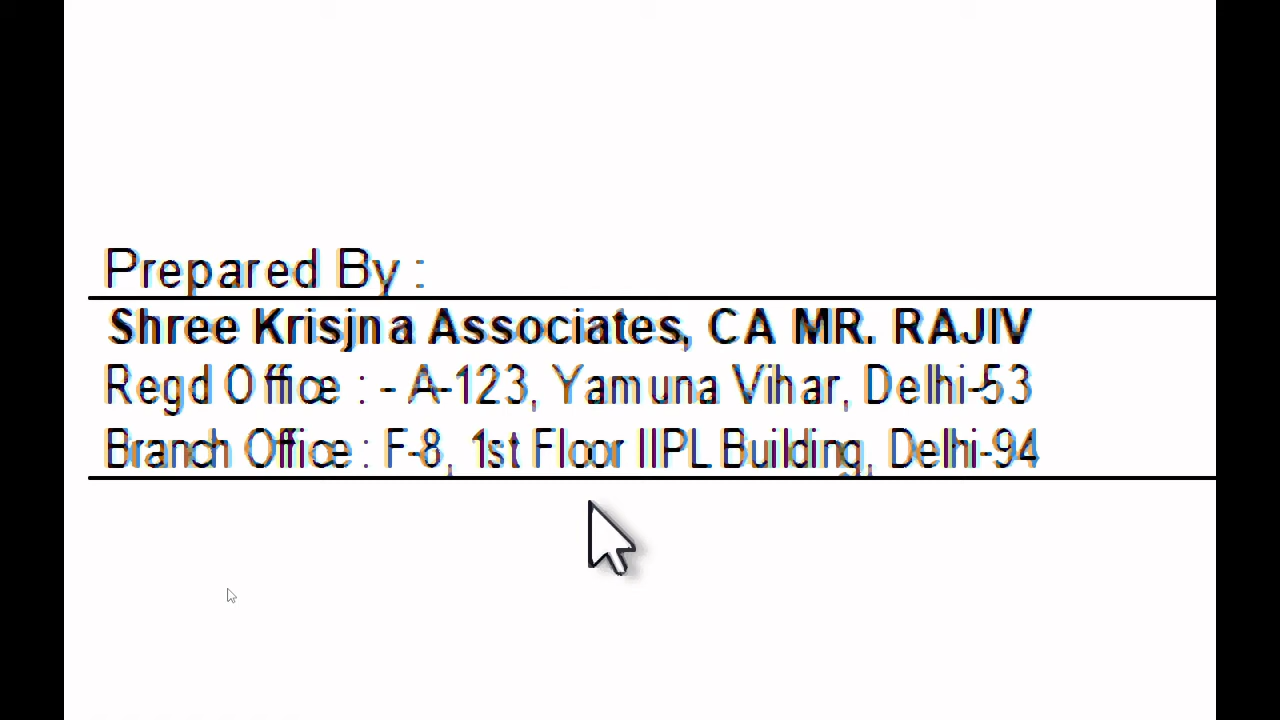 Prepared By :
Shree Krisjna Associates, CA MR. RAJIV
Regd Office : - A-123, Yamuna Vihar, Delhi-53
Branch Office : F-8, 1st Floor IIPL Building, Delhi-94